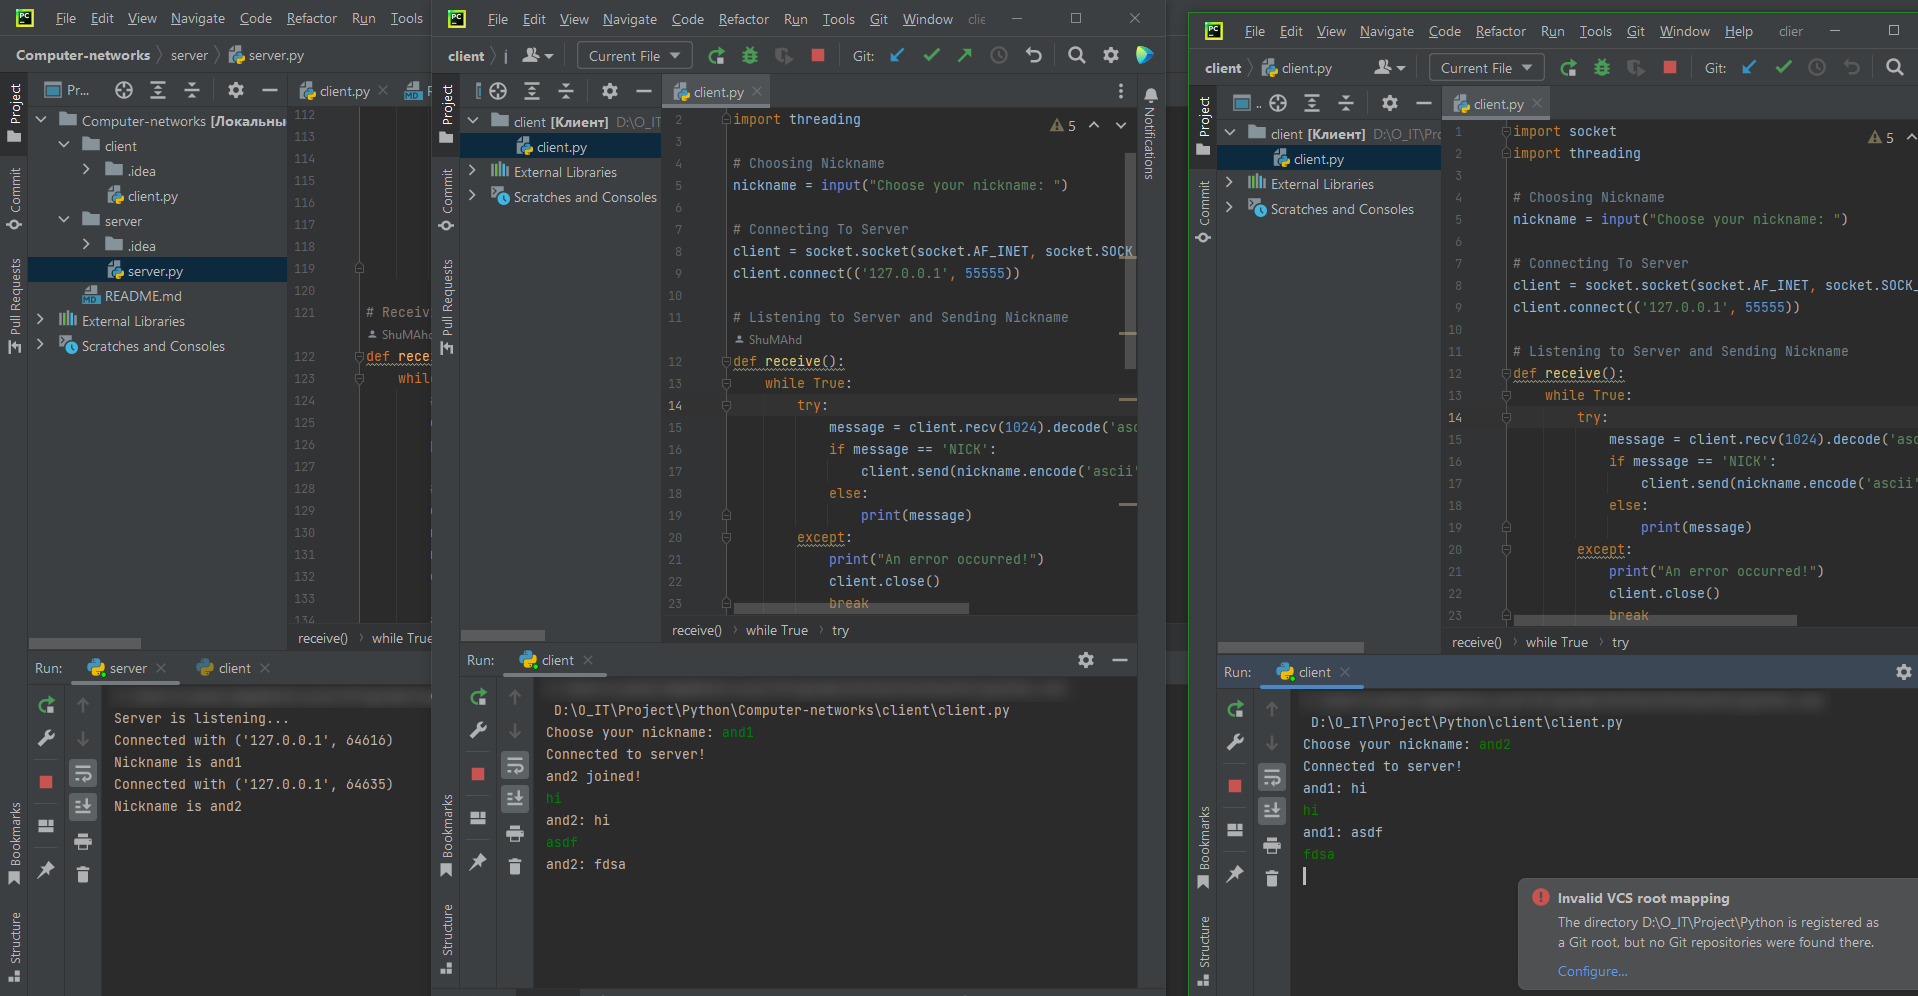 File Edit View Navigate Code Refactor Run Tools
Computer-networks server server.py
Project
Commit
Pull Requests
Bookmarks
Structure
Pr...
Computer-networks [Локальны
client
.idea
client.py
server
.idea
server.py
README.md
External Libraries
Scratches and Consoles
client.py
112
113
114
115
116
117
118
119
120
121 # Receiv
ShuMAhd
122 def rece
123 while
124
125
126
127
128
129
130
131
132
133
134
receive() while True
Run: server client
Server is listening...
Connected with ('127.0.0.1', 64616)
Nickname is and1
Connected with ('127.0.0.1', 64635)
Nickname is and2
File Edit View Navigate Code Refactor Run Tools Git Window clie
client Current File Git:
Project
Commit
Pull Requests
Bookmarks
Structure
client [Клиент] D:\O_IT
client.py
External Libraries
Scratches and Consoles
client.py
Notifications
5
2 import threading
3
4 # Choosing Nickname
5 nickname = input("Choose your nickname: ")
6
7 # Connecting To Server
8 client = socket.socket(socket.AF_INET, socket.SOCK_
9 client.connect(('127.0.0.1', 55555))
10
11 # Listening to Server and Sending Nickname
ShuMAhd
12 def receive():
13 while True:
14 try:
15 message = client.recv(1024).decode('asc
16 if message == 'NICK':
17 client.send(nickname.encode('ascii'
18 else:
19 print(message)
20 except:
21 print("An error occurred!")
22 client.close()
23 break
receive() while True try
Run: client
D:\O_IT\Project\Python\Computer-networks\client\client.py
Choose your nickname: and1
Connected to server!
and2 joined!
hi
and2: hi
asdf
and2: fdsa
File Edit View Navigate Code Refactor Run Tools Git Window Help clier
client client.py Current File Git:
Project
Commit
Bookmarks
Structure
client [Клиент] D:\O_IT\Pro
client.py
External Libraries
Scratches and Consoles
client.py
5
1 import socket
2 import threading
3
4 # Choosing Nickname
5 nickname = input("Choose your nickname: ")
6
7 # Connecting To Server
8 client = socket.socket(socket.AF_INET, socket.SOCK_
9 client.connect(('127.0.0.1', 55555))
10
11 # Listening to Server and Sending Nickname
12 def receive():
13 while True:
14 try:
15 message = client.recv(1024).decode('asc
16 if message == 'NICK':
17 client.send(nickname.encode('ascii'
18 else:
19 print(message)
20 except:
21 print("An error occurred!")
22 client.close()
23 break
receive() while True try
Run: client
D:\O_IT\Project\Python\client\client.py
Choose your nickname: and2
Connected to server!
and1: hi
hi
and1: asdf
fdsa
Invalid VCS root mapping
The directory D:\O_IT\Project\Python is registered as
a Git root, but no Git repositories were found there.
Configure...